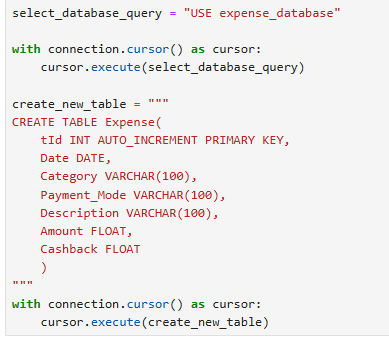 select_database_query = "USE expense_database"
with connection.cursor() as cursor:
    cursor.execute(select_database_query)
create_new_table = """
CREATE TABLE Expense(
    tId INT AUTO_INCREMENT PRIMARY KEY,
    Date DATE,
    Category VARCHAR(100),
    Payment_Mode VARCHAR(100),
    Description VARCHAR(100),
    Amount FLOAT,
    Cashback FLOAT
    )
"""
with connection.cursor() as cursor:
    cursor.execute(create_new_table)